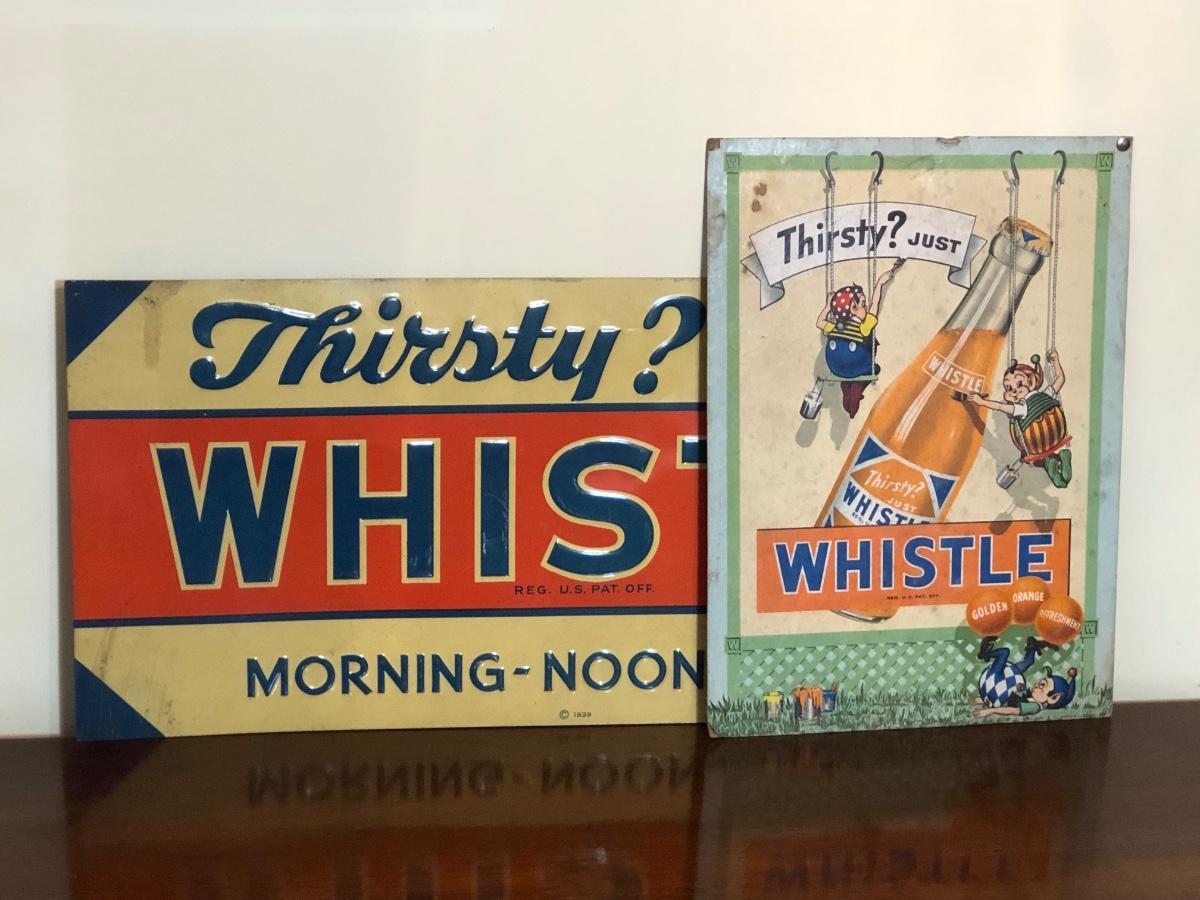 Thirsty?
WHIST
REG. U.S. PAT. OFF.
MORNING-NOON
© 1939
W
W
Thirsty? JUST
WHISTLE
Thirsty?
JUST
WHISTLE
WHISTLE
REG. U.S. PAT. OFF.
GOLDEN ORANGE REFRESHMENT
W
W